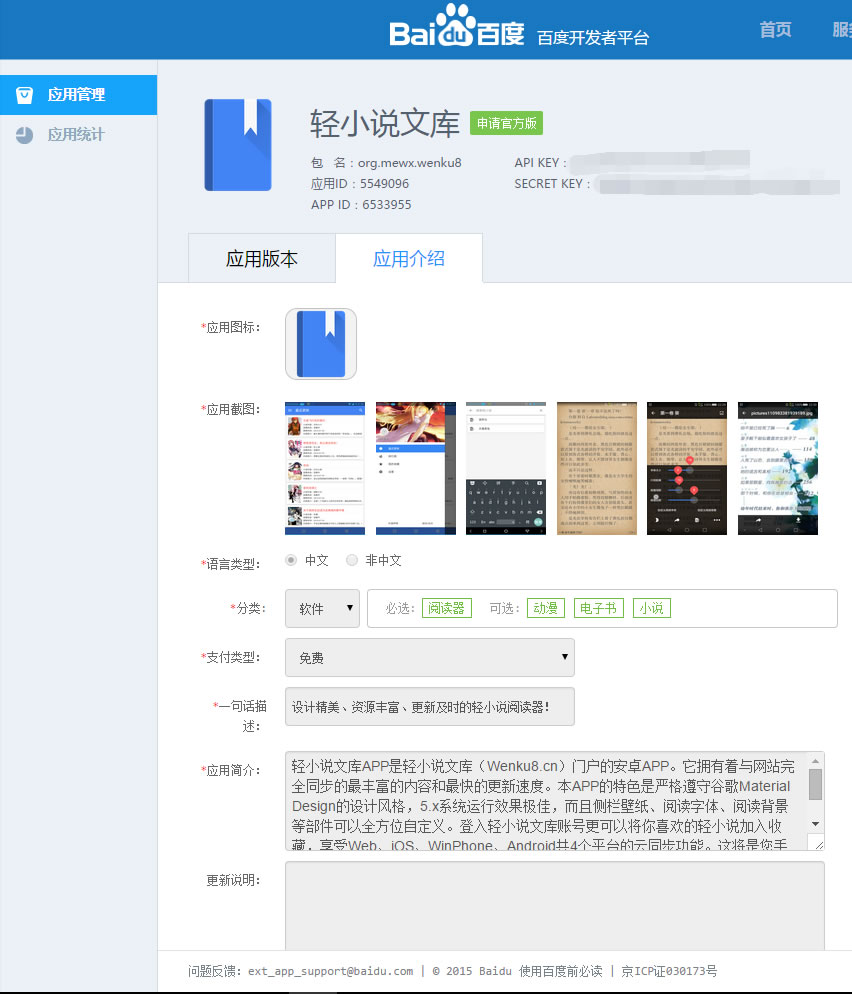 Bai du 百度 百度开发者平台
首页
应用管理
应用统计
轻小说文库 申请官方版
包 名：org.mewx.wenku8
API KEY：
应用ID：5549096
SECRET KEY：
APP ID：6533955
应用版本
应用介绍
*应用图标：
*应用截图：
*语言类型：
中文
非中文
*分类：
软件
必选：
阅读器
可选：
动漫
电子书
小说
*支付类型：
免费
*一句话描
述：
设计精美、资源丰富、更新及时的轻小说阅读器！
*应用简介：
轻小说文库APP是轻小说文库（Wenku8.cn）门户的安卓APP。它拥有着与网站完
全同步的最丰富的内容和最快的更新速度。本APP的特色是严格遵守谷歌Material
Design的设计风格，5.x系统运行效果极佳，而且侧栏壁纸、阅读字体、阅读背景
等部件可以全方位自定义。登入轻小说文库账号更可以将你喜欢的轻小说加入收
藏，享受Web、iOS、WinPhone、Android共4个平台的云同步功能。这将是您手
更新说明：
问题反馈：ext_app_support@baidu.com | © 2015 Baidu 使用百度前必读 | 京ICP证030173号